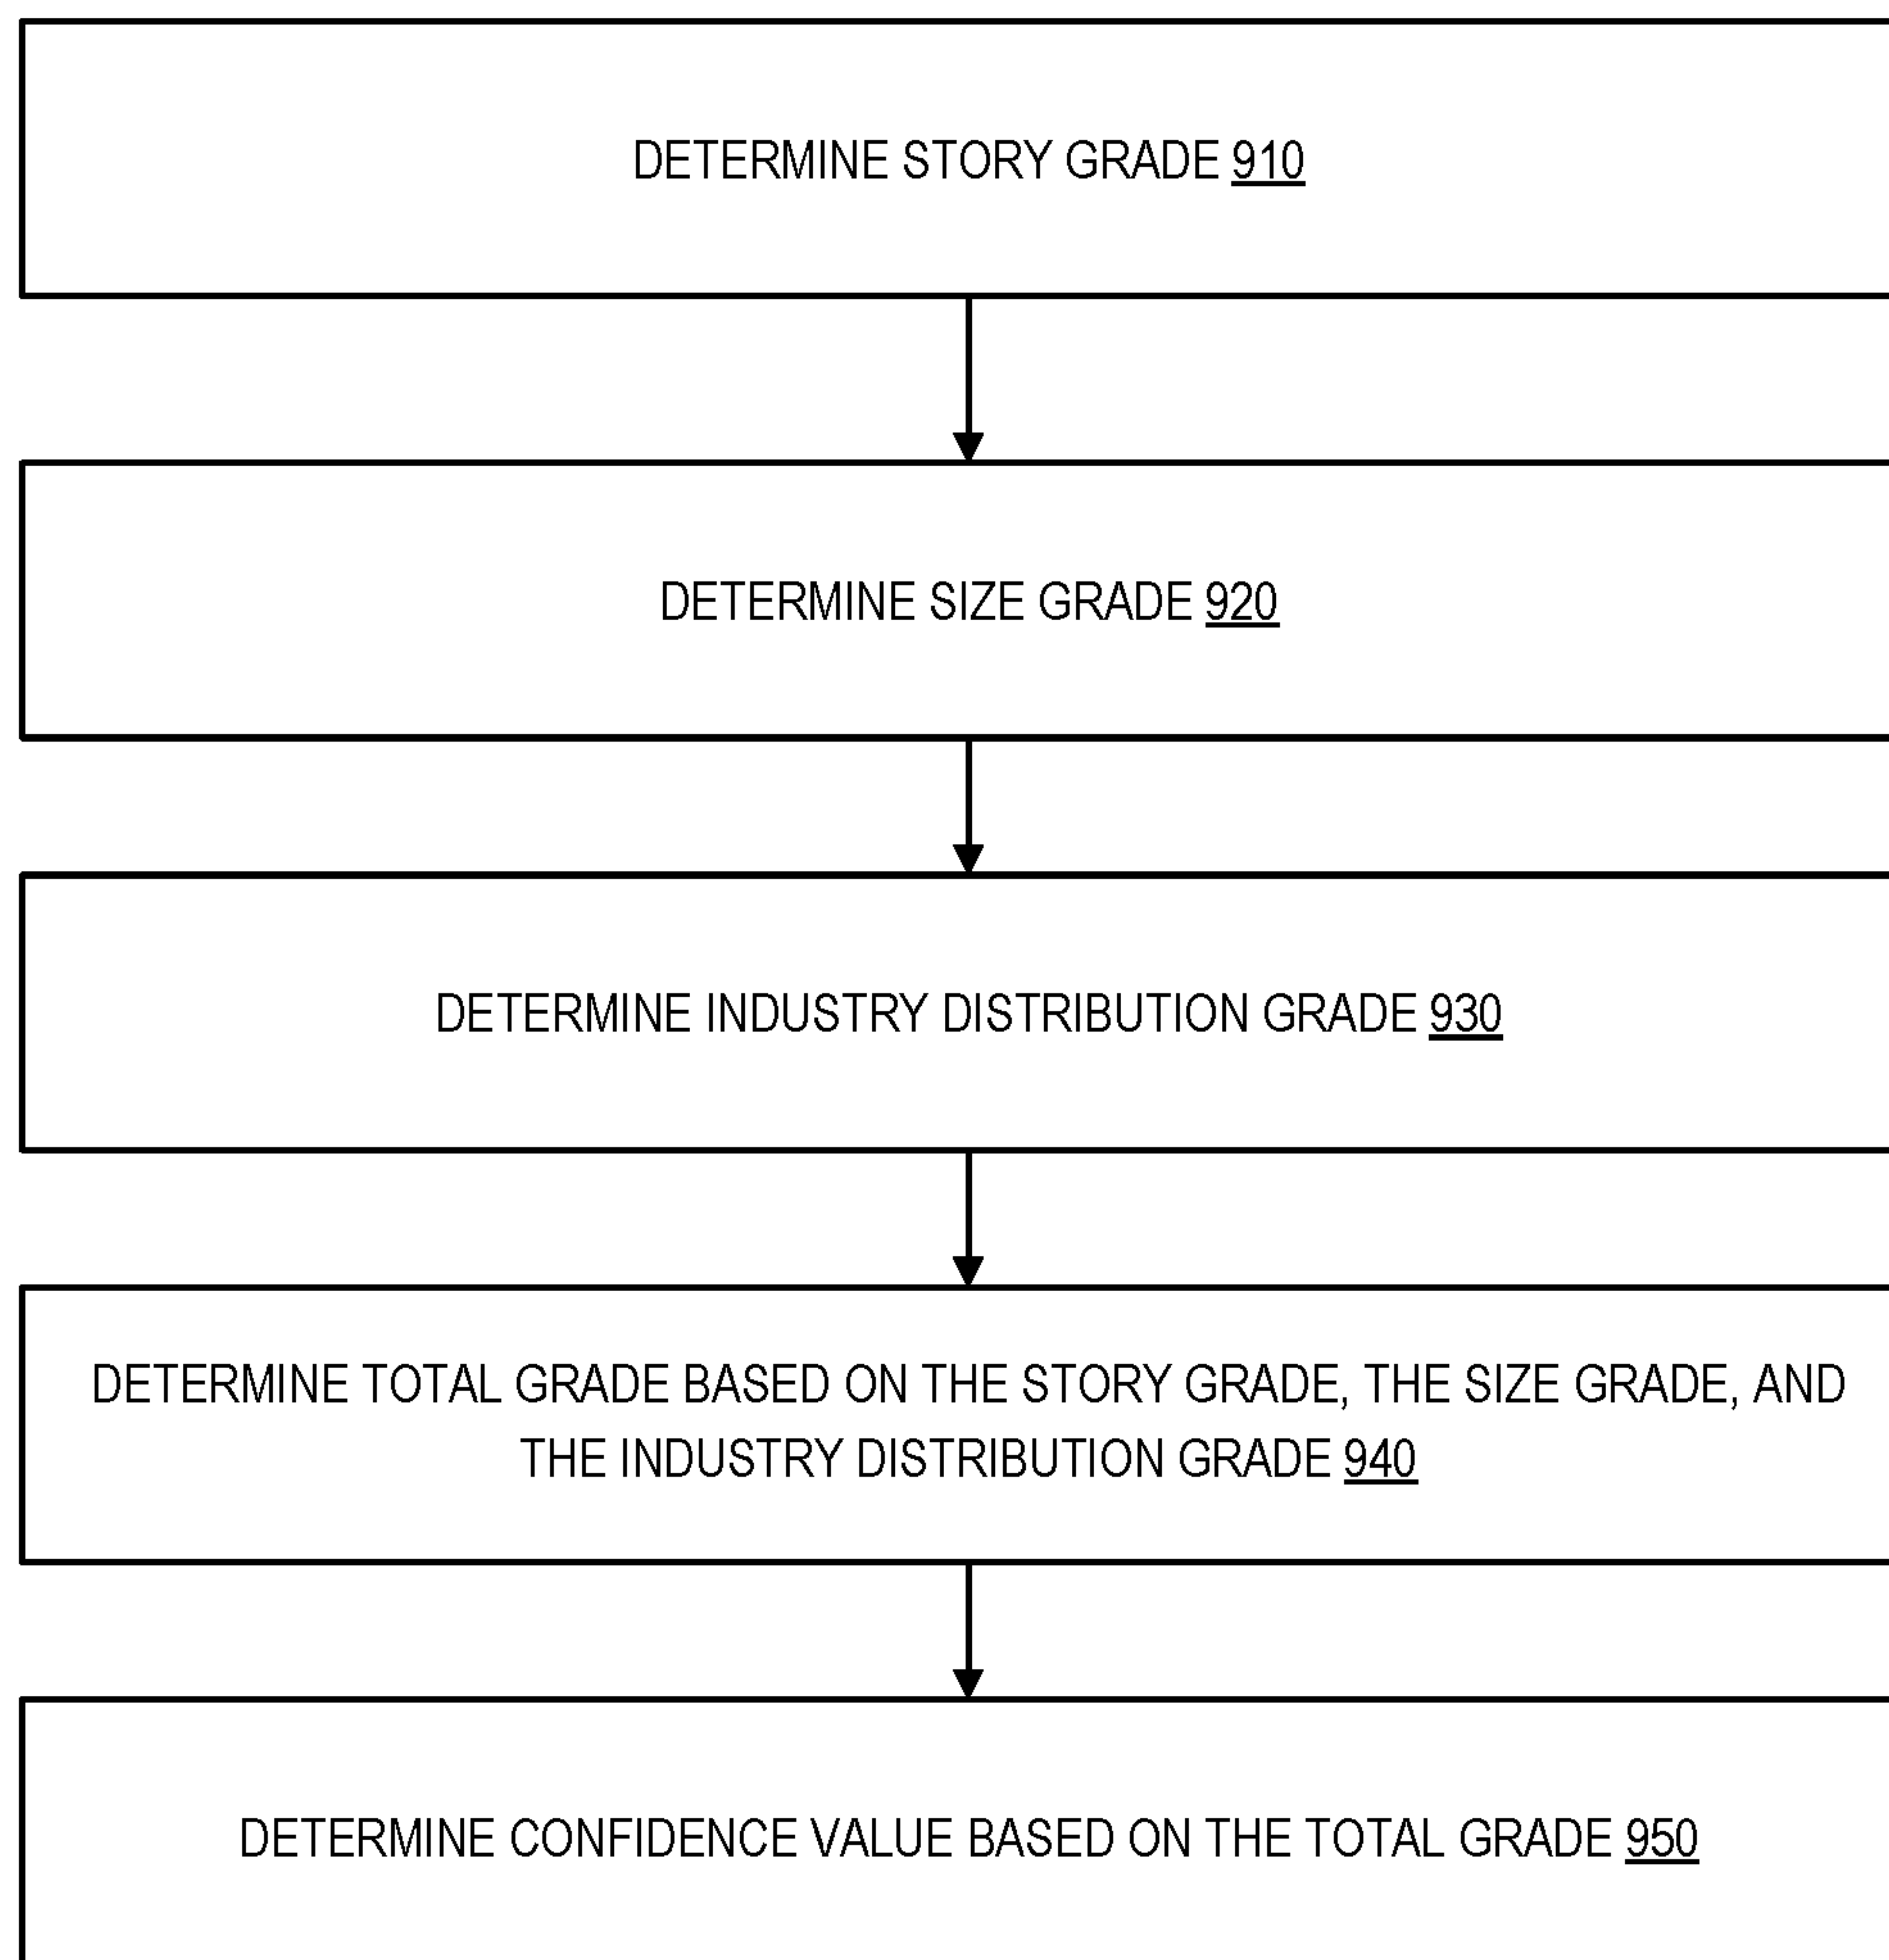 DETERMINE STORY GRADE 910
DETERMINE SIZE GRADE 920
DETERMINE INDUSTRY DISTRIBUTION GRADE 930
DETERMINE TOTAL GRADE BASED ON THE STORY GRADE, THE SIZE GRADE, AND
THE INDUSTRY DISTRIBUTION GRADE 940
DETERMINE CONFIDENCE VALUE BASED ON THE TOTAL GRADE 950